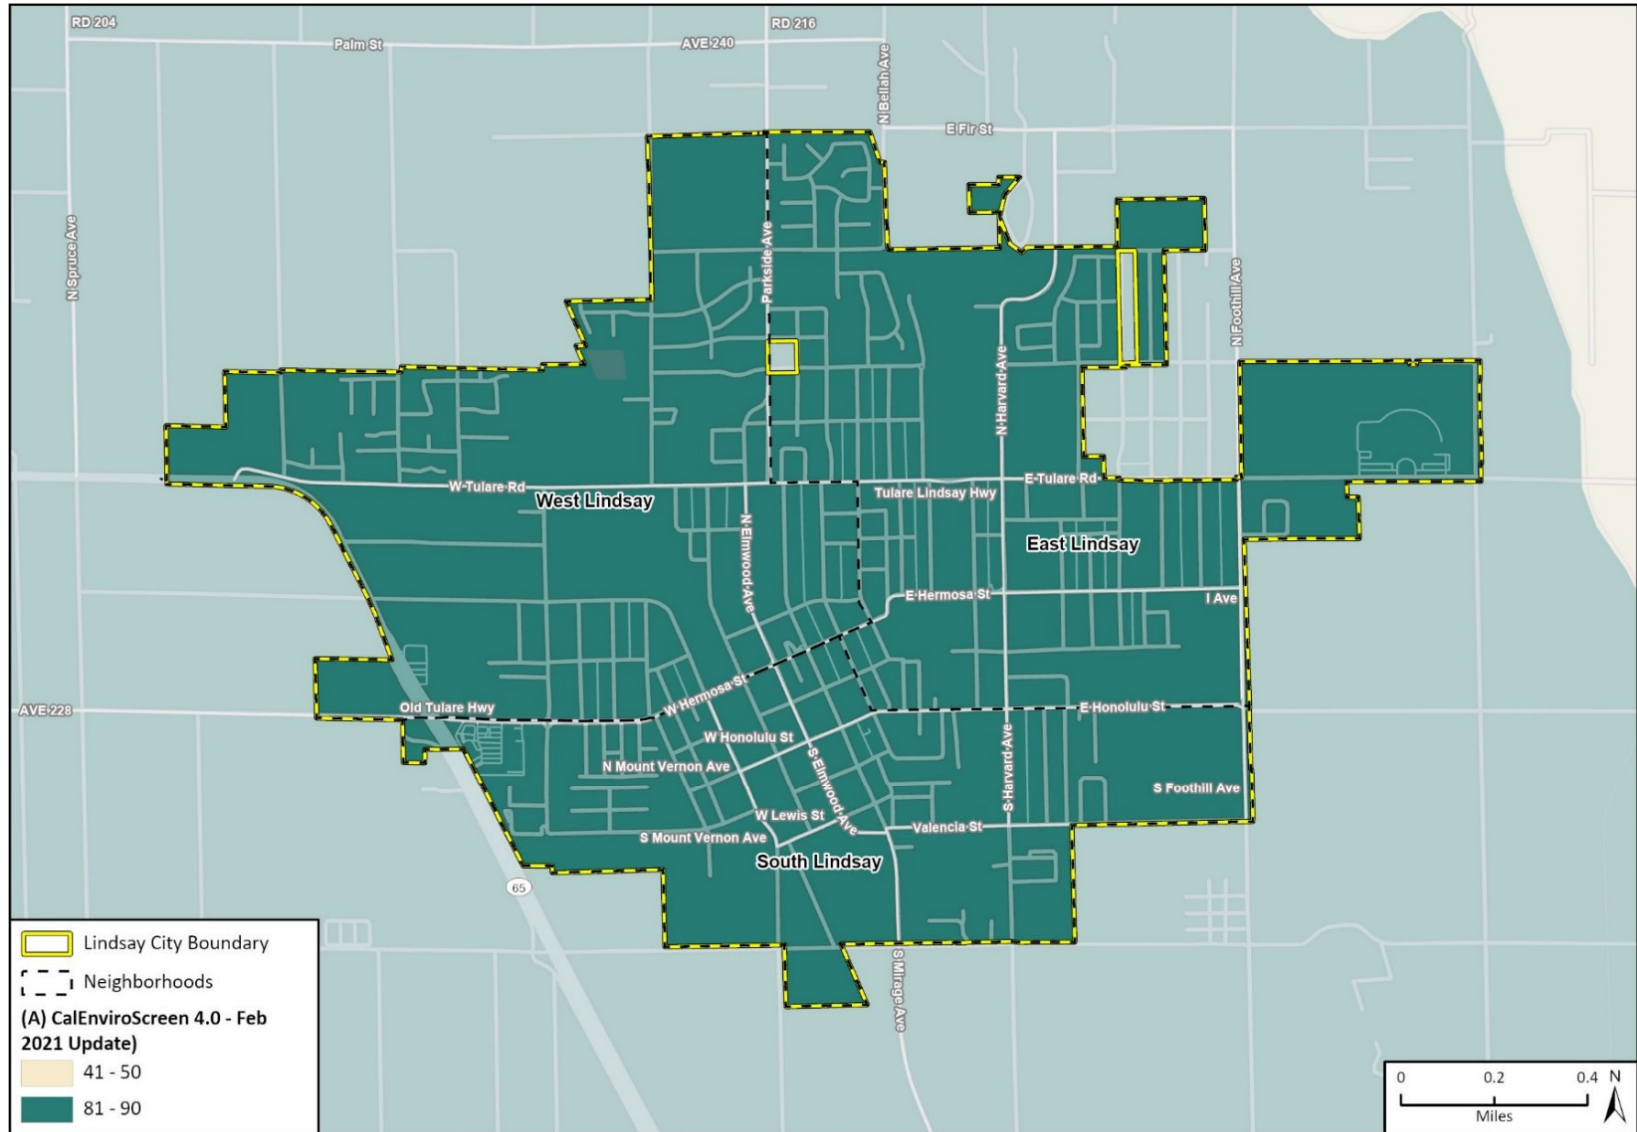 RD 204
RD 216
Palm St
AVE 240
N Bellah Ave
E Fir St
N Spruce Ave
Parkside Ave
N Foothill Ave
N Harvard Ave
W Tulare Rd
E Tulare Rd
Tulare Lindsay Hwy
West Lindsay
N Elmwood Ave
East Lindsay
E Hermosa St
I Ave
W Hermosa St
Old Tulare Hwy
AVE 228
E Honolulu St
W Honolulu St
N Mount Vernon Ave
S Elmwood Ave
S Harvard Ave
S Foothill Ave
W Lewis St
Valencia St
S Mount Vernon Ave
South Lindsay
65
S Mirage Ave
Lindsay City Boundary
Neighborhoods
(A) CalEnviroScreen 4.0 - Feb
2021 Update)
41 - 50
81 - 90
0 0.2 0.4
Miles
N